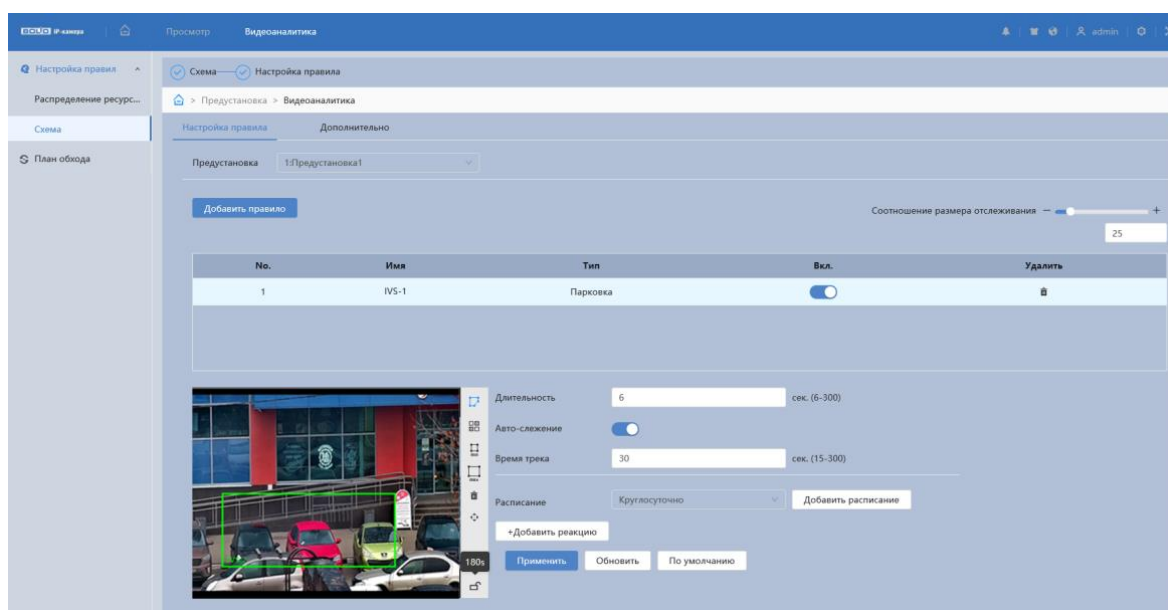 BOLID IP-камера Просмотр Видеоаналитика admin
Настройка правил
Распределение ресурс...
Схема
План обхода
Схема Настройка правила
> Предустановка > Видеоаналитика
Настройка правила Дополнительно
Предустановка 1:Предустановка1
Добавить правило
Соотношение размера отслеживания − +
25
No. Имя Тип Вкл. Удалить
1 IVS-1 Парковка
Длительность 6 сек. (6-300)
Авто-слежение
Время трека 30 сек. (15-300)
Расписание Круглосуточно Добавить расписание
+Добавить реакцию
180s
Применить Обновить По умолчанию